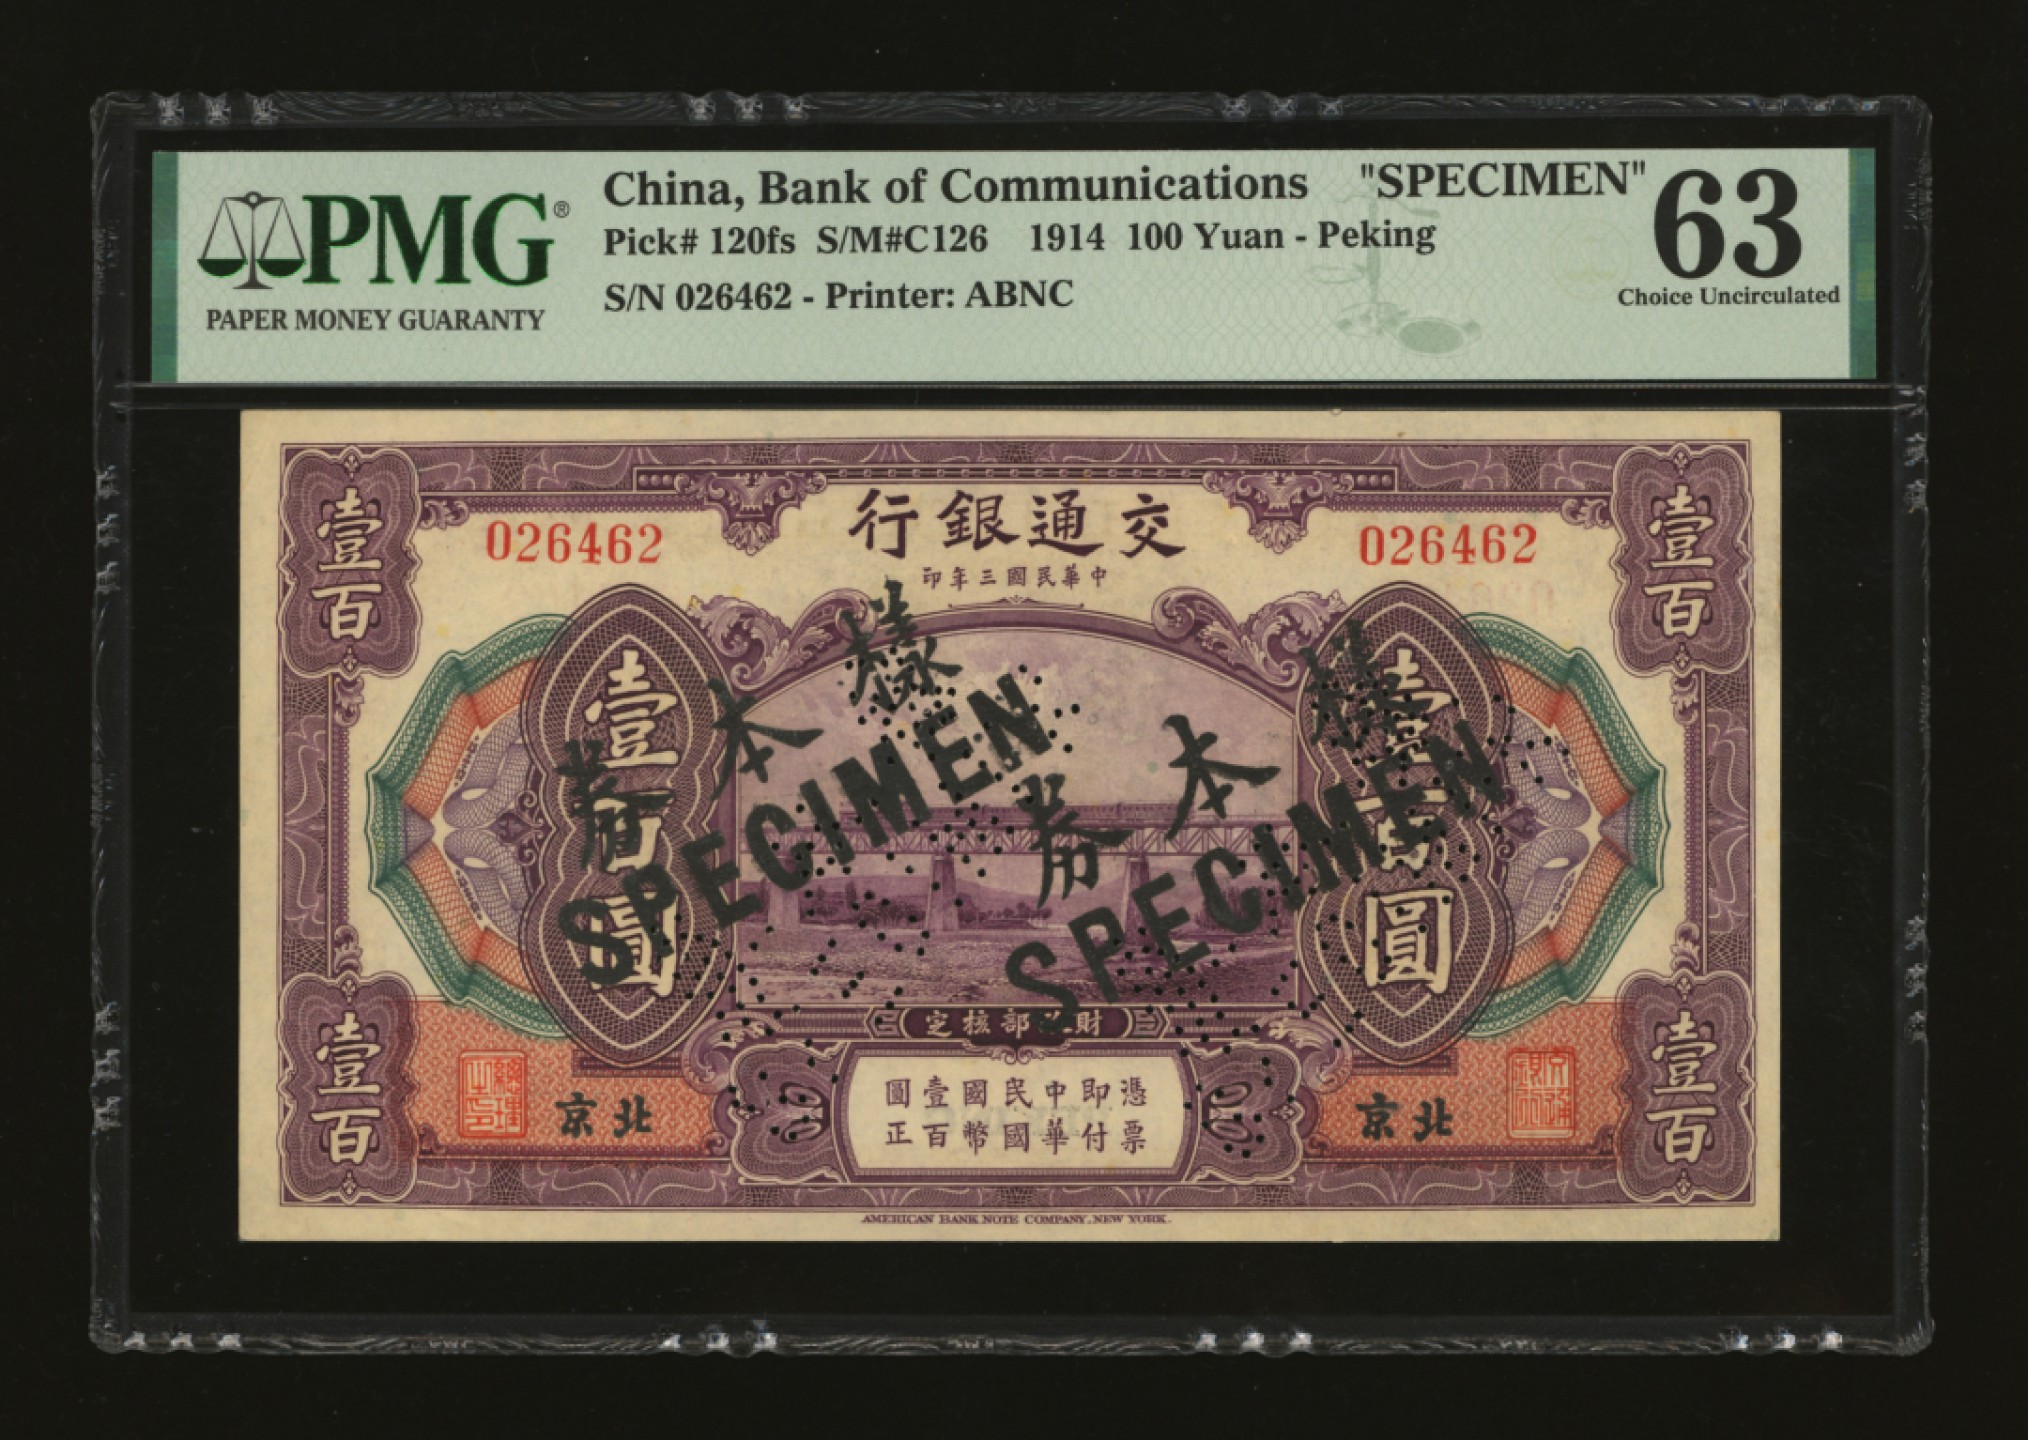 PMG®
PAPER MONEY GUARANTY
China, Bank of Communications "SPECIMEN"
Pick# 120fs S/M#C126 1914 100 Yuan - Peking
S/N 026462 - Printer: ABNC
63
Choice Uncirculated
壹百
壹百
交通銀行
026462
026462
中華民國三年印
壹百圓
壹百圓
樣本券
SPECIMEN
樣本券
SPECIMEN
財政部核定
憑票
即付
中華
民國
國幣
壹百
圓正
總理之印
北京
北京
壹百
壹百
AMERICAN BANK NOTE COMPANY, NEW YORK.